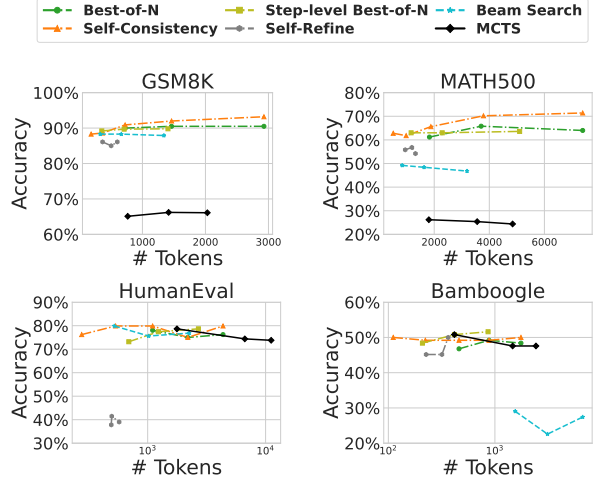 Best-of-N Step-level Best-of-N Beam Search
Self-Consistency Self-Refine MCTS
GSM8K MATH500
100% 80%
90% 70%
80% 60%
70% 50%
60% 40%
30%
20%
Accuracy Accuracy
1000 2000 3000 2000 4000 6000
# Tokens # Tokens
HumanEval Bamboogle
90% 60%
80% 50%
70% 40%
60% 30%
50% 20%
40%
30%
Accuracy Accuracy
10³ 10⁴ 10² 10³
# Tokens # Tokens